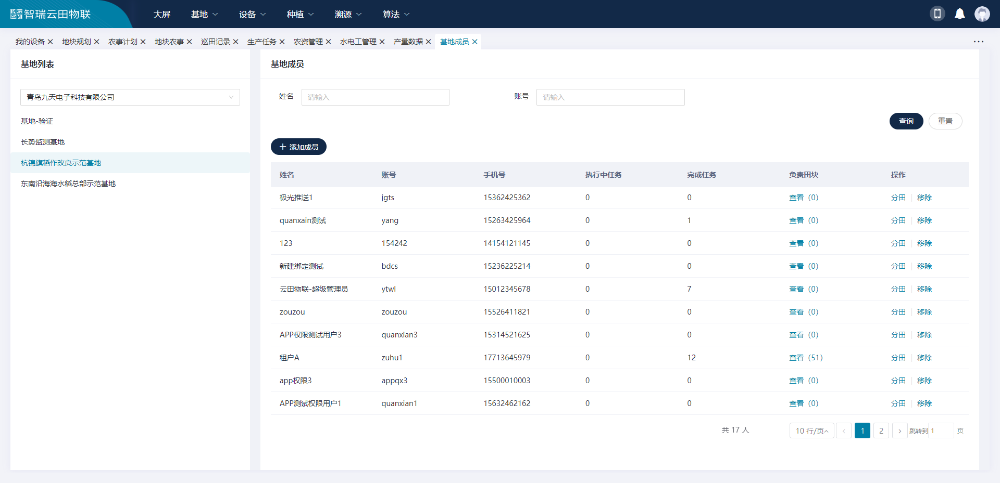 智瑞云田物联
大屏 基地 设备 种植 溯源 算法
我的设备 地块规划 农事计划 地块农事 巡田记录 生产任务 农资管理 水电工管理 产量数据 基地成员
基地列表
青岛九天电子科技有限公司
基地-验证
长势监测基地
杭锦旗稻作改良示范基地
东南沿海海水稻总部示范基地
基地成员
姓名 请输入 账号 请输入
查询 重置
添加成员
姓名 账号 手机号 执行中任务 完成任务 负责田块 操作
极光推送1 jgts 15362425362 0 0 查看（0） 分田 移除
quanxain测试 yang 15263425964 0 1 查看（0） 分田 移除
123 154242 14154121145 0 0 查看（0） 分田 移除
新建绑定测试 bdcs 15236225214 0 0 查看（0） 分田 移除
云田物联-超级管理员 ytwl 15012345678 0 7 查看（0） 分田 移除
zouzou zouzou 15526411821 0 0 查看（0） 分田 移除
APP权限测试用户3 quanxian3 15314521625 0 0 查看（0） 分田 移除
租户A zuhu1 17713645979 0 12 查看（51） 分田 移除
app权限3 appqx3 15500010003 0 0 查看（0） 分田 移除
APP测试权限用户1 quanxian1 15632462162 0 0 查看（0） 分田 移除
共 17 人 10 行/页 1 2 跳转到 1 页